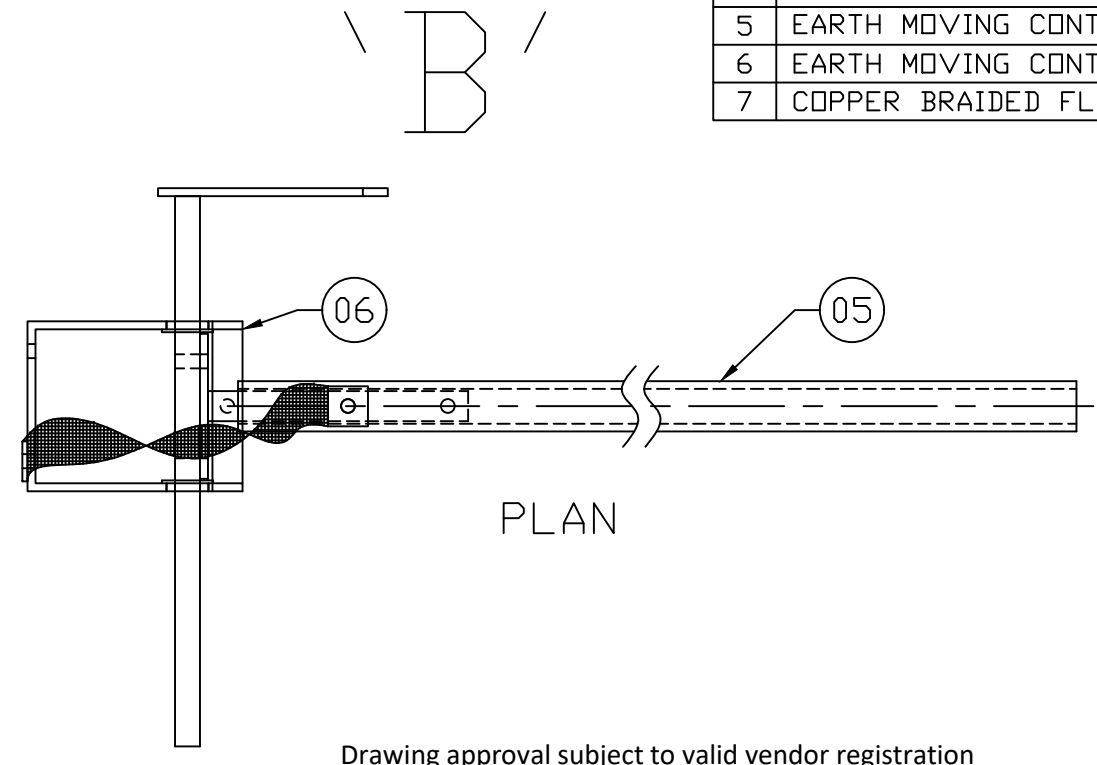 'B'
5 EARTH MOVING CONT
6 EARTH MOVING CONT
7 COPPER BRAIDED FL
06
05
PLAN
Drawing approval subject to valid vendor registration